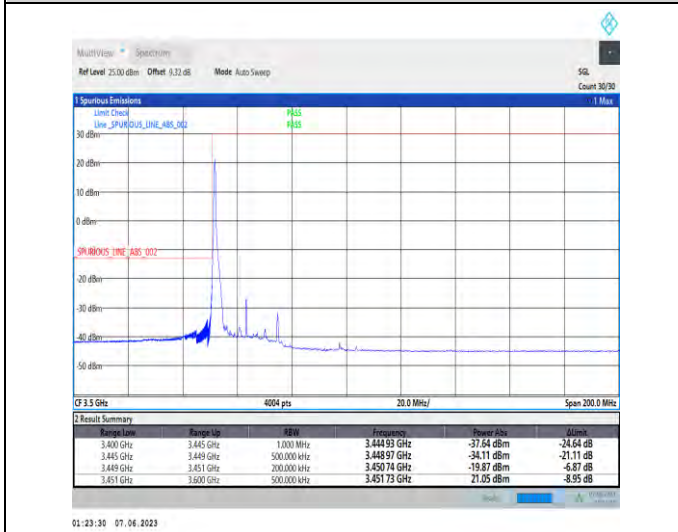 MultiView Spectrum
Ref Level 25.00 dBm Offset 9.32 dB Mode Auto Sweep SGL
Count 30/30
1 Spurious Emissions 1 Max
Limit Check PASS
Line _SPURIOUS_LINE_ABS_002 PASS
30 dBm
20 dBm
10 dBm
0 dBm
_SPURIOUS_LINE_ABS_002
-20 dBm
-30 dBm
-40 dBm
-50 dBm
CF 3.5 GHz 4004 pts 20.0 MHz/ Span 200.0 MHz
2 Result Summary
Range Low Range Up RBW Frequency Power Abs ΔLimit
3.400 GHz 3.445 GHz 1.000 MHz 3.444 93 GHz -37.64 dBm -24.64 dB
3.445 GHz 3.449 GHz 500.000 kHz 3.448 97 GHz -34.11 dBm -21.11 dB
3.449 GHz 3.451 GHz 200.000 kHz 3.450 74 GHz -19.87 dBm -6.87 dB
3.451 GHz 3.600 GHz 500.000 kHz 3.451 73 GHz 21.05 dBm -8.95 dB
01:23:30 07.06.2023